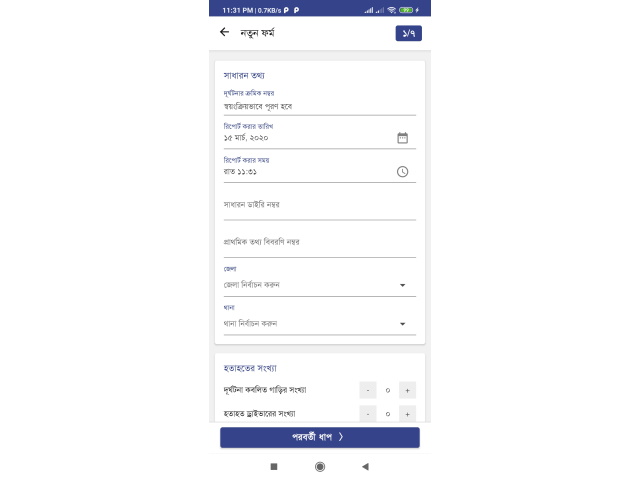 11:31 PM | 0.7KB/s
নতুন ফর্ম
১/৭
সাধারন তথ্য
দূর্ঘটনার ক্রমিক নম্বর
স্বয়ংক্রিয়ভাবে পূরণ হবে
রিপোর্ট করার তারিখ
১৫ মার্চ, ২০২০
রিপোর্ট করার সময়
রাত ১১:৩১
সাধারন ডাইরি নম্বর
প্রাথমিক তথ্য বিবরণি নম্বর
জেলা
জেলা নির্বাচন করুন
থানা
থানা নির্বাচন করুন
হতাহতের সংখ্যা
দূর্ঘটনা কবলিত গাড়ির সংখ্যা - ০ +
হতাহত ড্রাইভারের সংখ্যা - ০ +
পরবর্তী ধাপ 〉